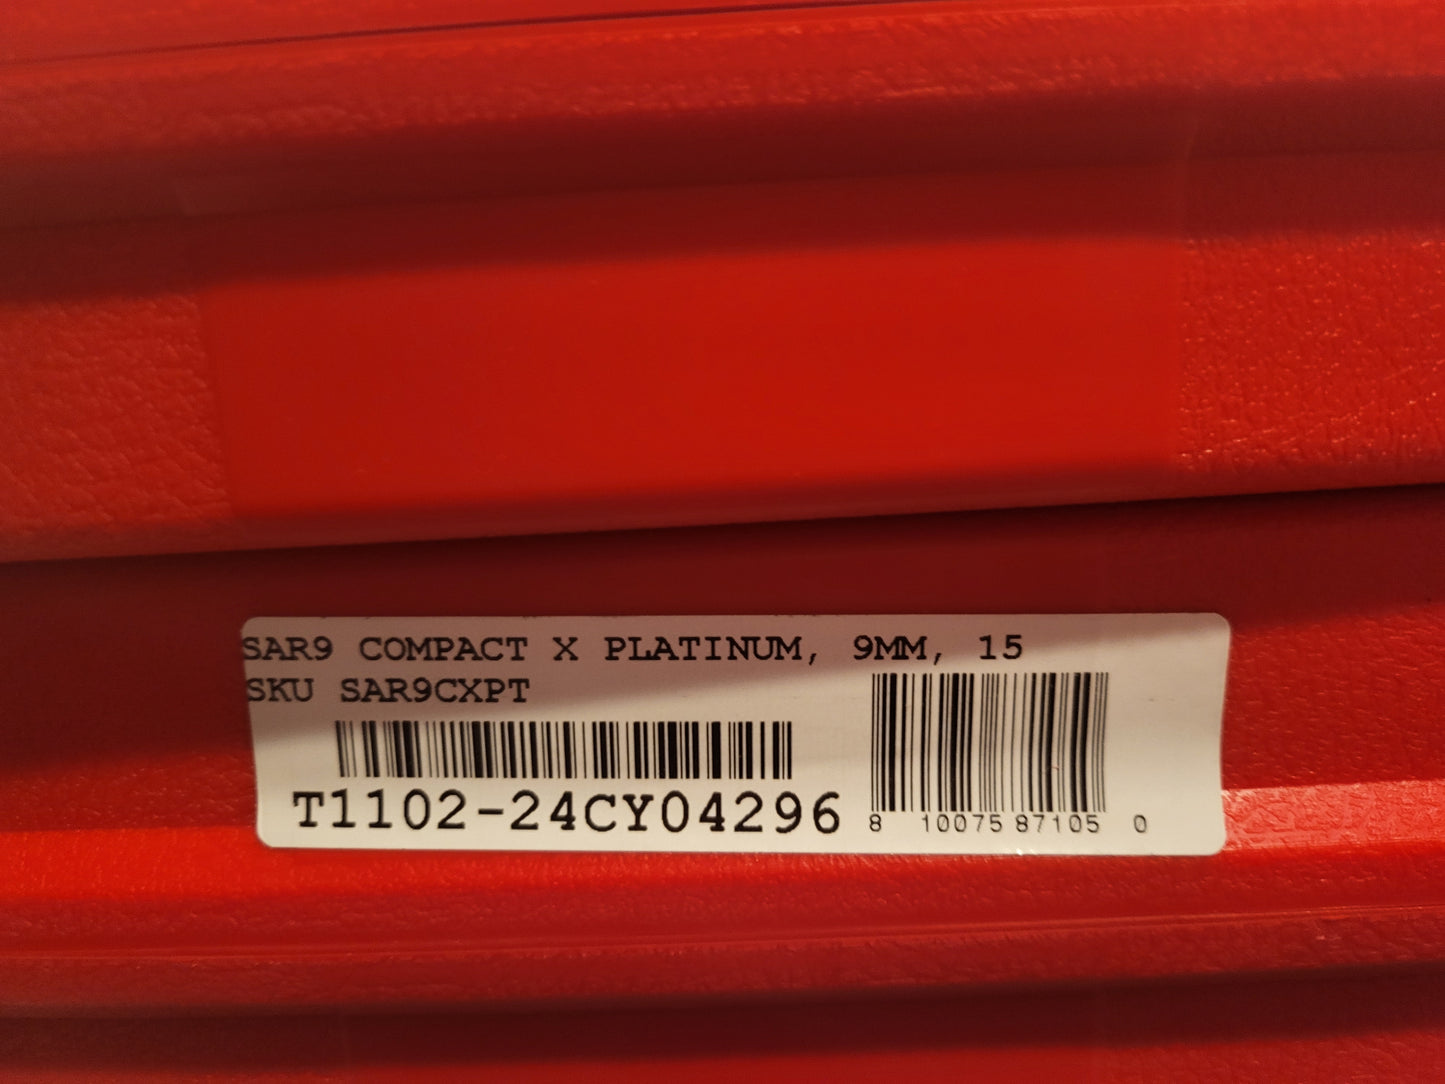 SAR9 COMPACT X PLATINUM, 9MM, 15
SKU SAR9CXPT
T1102-24CY04296
8 10075 87105 0